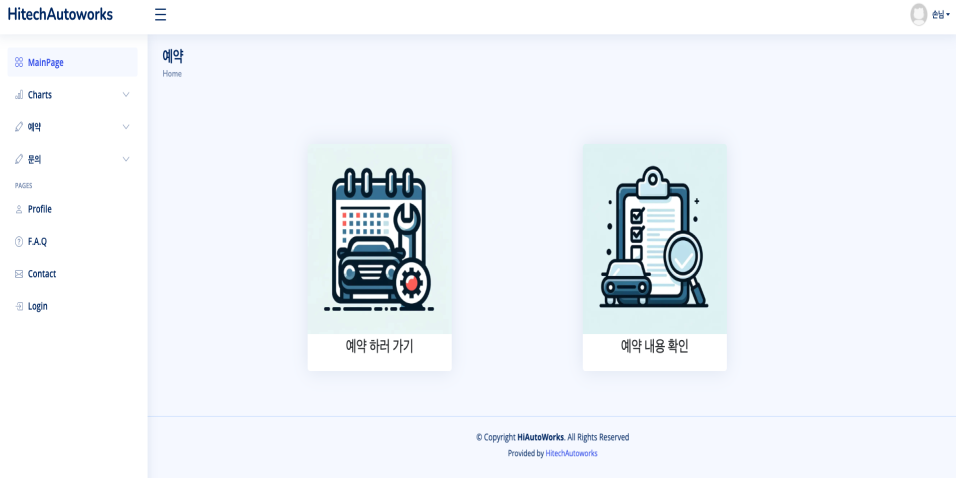 HitechAutoworks
손님
MainPage
Charts
예약
문의
PAGES
Profile
F.A.Q
Contact
Login
예약
Home
예약 하러 가기
예약 내용 확인
© Copyright HiAutoWorks. All Rights Reserved
Provided by HitechAutoworks